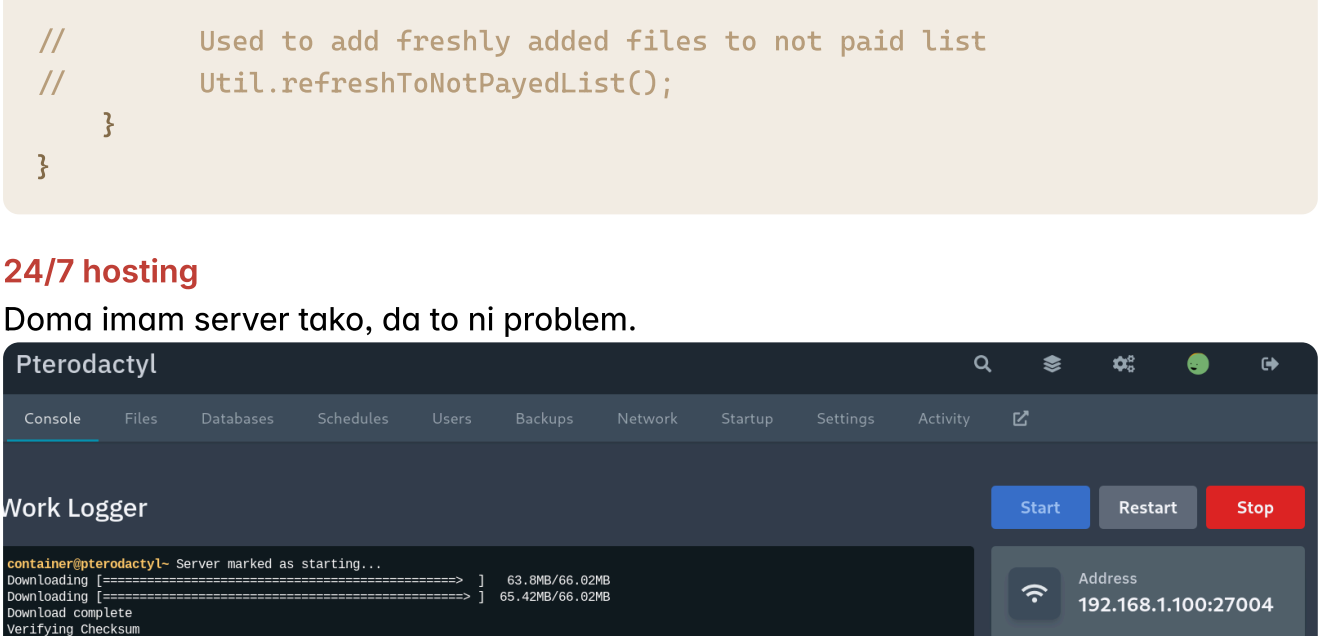 //        Used to add freshly added files to not paid list
//        Util.refreshToNotPayedList();
    }
}
24/7 hosting
Doma imam server tako, da to ni problem.
Pterodactyl
Console Files Databases Schedules Users Backups Network Startup Settings Activity
Work Logger
Start Restart Stop
container@pterodactyl~ Server marked as starting...
Downloading [================================================>  ]   63.8MB/66.02MB
Downloading [=================================================> ]  65.42MB/66.02MB
Download complete
Verifying Checksum
Address
192.168.1.100:27004